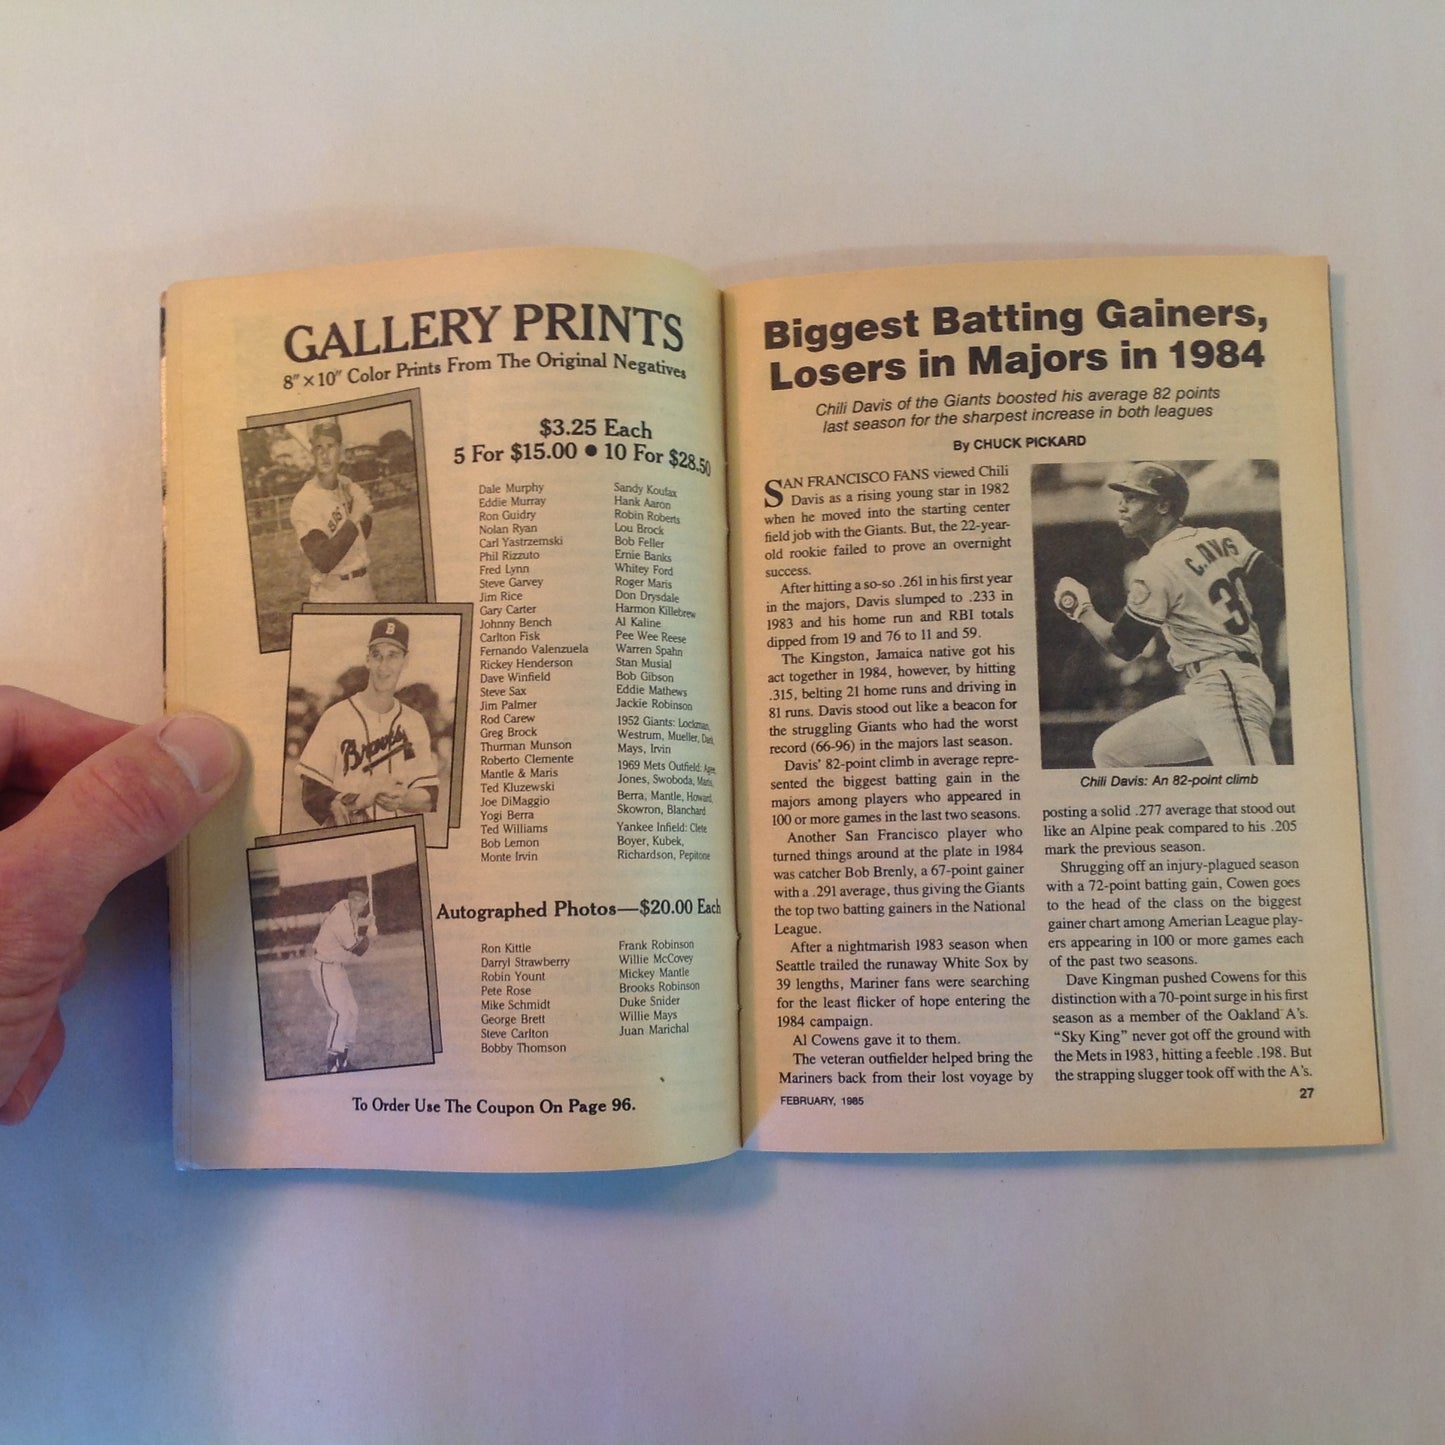 GALLERY PRINTS
8" × 10" Color Prints From The Original Negatives
$3.25 Each
5 For $15.00 ● 10 For $28.50
Dale Murphy
Eddie Murray
Ron Guidry
Nolan Ryan
Carl Yastrzemski
Phil Rizzuto
Fred Lynn
Steve Garvey
Jim Rice
Gary Carter
Johnny Bench
Carlton Fisk
Fernando Valenzuela
Rickey Henderson
Dave Winfield
Steve Sax
Jim Palmer
Rod Carew
Greg Brock
Thurman Munson
Roberto Clemente
Mantle & Maris
Ted Kluzewski
Joe DiMaggio
Yogi Berra
Ted Williams
Bob Lemon
Monte Irvin
Sandy Koufax
Hank Aaron
Robin Roberts
Lou Brock
Bob Feller
Ernie Banks
Whitey Ford
Roger Maris
Don Drysdale
Harmon Killebrew
Al Kaline
Pee Wee Reese
Warren Spahn
Stan Musial
Bob Gibson
Eddie Mathews
Jackie Robinson
1952 Giants: Lockman,
Westrum, Mueller, Dark,
Mays, Irvin
1969 Mets Outfield: Agee,
Jones, Swoboda, Maris,
Berra, Mantle, Howard,
Skowron, Blanchard
Yankee Infield: Clete
Boyer, Kubek,
Richardson, Pepitone
Autographed Photos—$20.00 Each
Ron Kittle
Darryl Strawberry
Robin Yount
Pete Rose
Mike Schmidt
George Brett
Steve Carlton
Bobby Thomson
Frank Robinson
Willie McCovey
Mickey Mantle
Brooks Robinson
Duke Snider
Willie Mays
Juan Marichal
To Order Use The Coupon On Page 96.
BOSTON
B
Braves
Biggest Batting Gainers,
Losers in Majors in 1984
Chili Davis of the Giants boosted his average 82 points
last season for the sharpest increase in both leagues
By CHUCK PICKARD
SAN FRANCISCO FANS viewed Chili
Davis as a rising young star in 1982
when he moved into the starting center
field job with the Giants. But, the 22-year-
old rookie failed to prove an overnight
success.
After hitting a so-so .261 in his first year
in the majors, Davis slumped to .233 in
1983 and his home run and RBI totals
dipped from 19 and 76 to 11 and 59.
The Kingston, Jamaica native got his
act together in 1984, however, by hitting
.315, belting 21 home runs and driving in
81 runs. Davis stood out like a beacon for
the struggling Giants who had the worst
record (66-96) in the majors last season.
Davis' 82-point climb in average repre-
sented the biggest batting gain in the
majors among players who appeared in
100 or more games in the last two seasons.
Another San Francisco player who
turned things around at the plate in 1984
was catcher Bob Brenly, a 67-point gainer
with a .291 average, thus giving the Giants
the top two batting gainers in the National
League.
After a nightmarish 1983 season when
Seattle trailed the runaway White Sox by
39 lengths, Mariner fans were searching
for the least flicker of hope entering the
1984 campaign.
Al Cowens gave it to them.
The veteran outfielder helped bring the
Mariners back from their lost voyage by
C. DAVIS
3
Chili Davis: An 82-point climb
posting a solid .277 average that stood out
like an Alpine peak compared to his .205
mark the previous season.
Shrugging off an injury-plagued season
with a 72-point batting gain, Cowen goes
to the head of the class on the biggest
gainer chart among Amerian League play-
ers appearing in 100 or more games each
of the past two seasons.
Dave Kingman pushed Cowens for this
distinction with a 70-point surge in his first
season as a member of the Oakland A's.
"Sky King" never got off the ground with
the Mets in 1983, hitting a feeble .198. But
the strapping slugger took off with the A's.
FEBRUARY, 1985
27